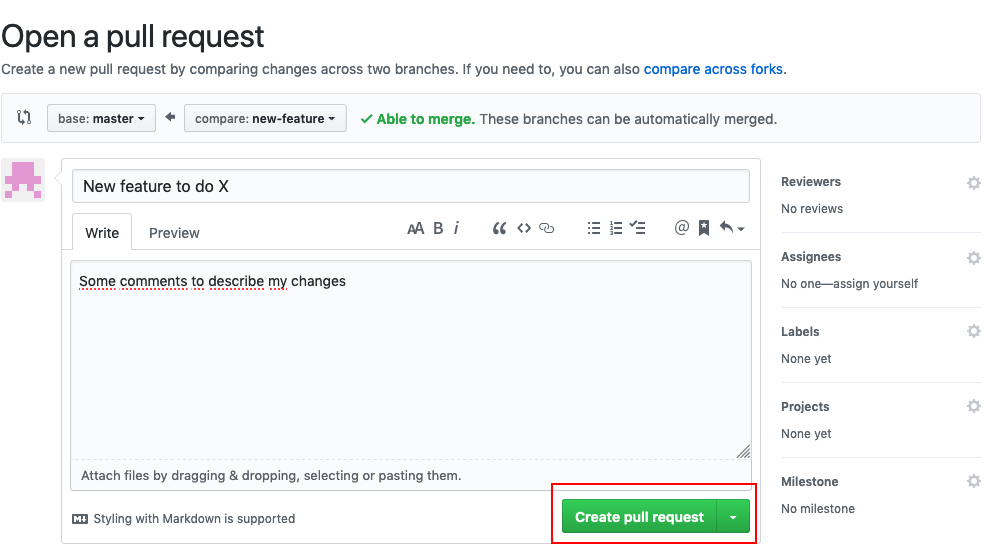 Open a pull request
Create a new pull request by comparing changes across two branches. If you need to, you can also compare across forks.
base: master
compare: new-feature
Able to merge. These branches can be automatically merged.
New feature to do X
Write
Preview
AA B i
Some comments to describe my changes
Attach files by dragging & dropping, selecting or pasting them.
Styling with Markdown is supported
Create pull request
Reviewers
No reviews
Assignees
No one—assign yourself
Labels
None yet
Projects
None yet
Milestone
No milestone